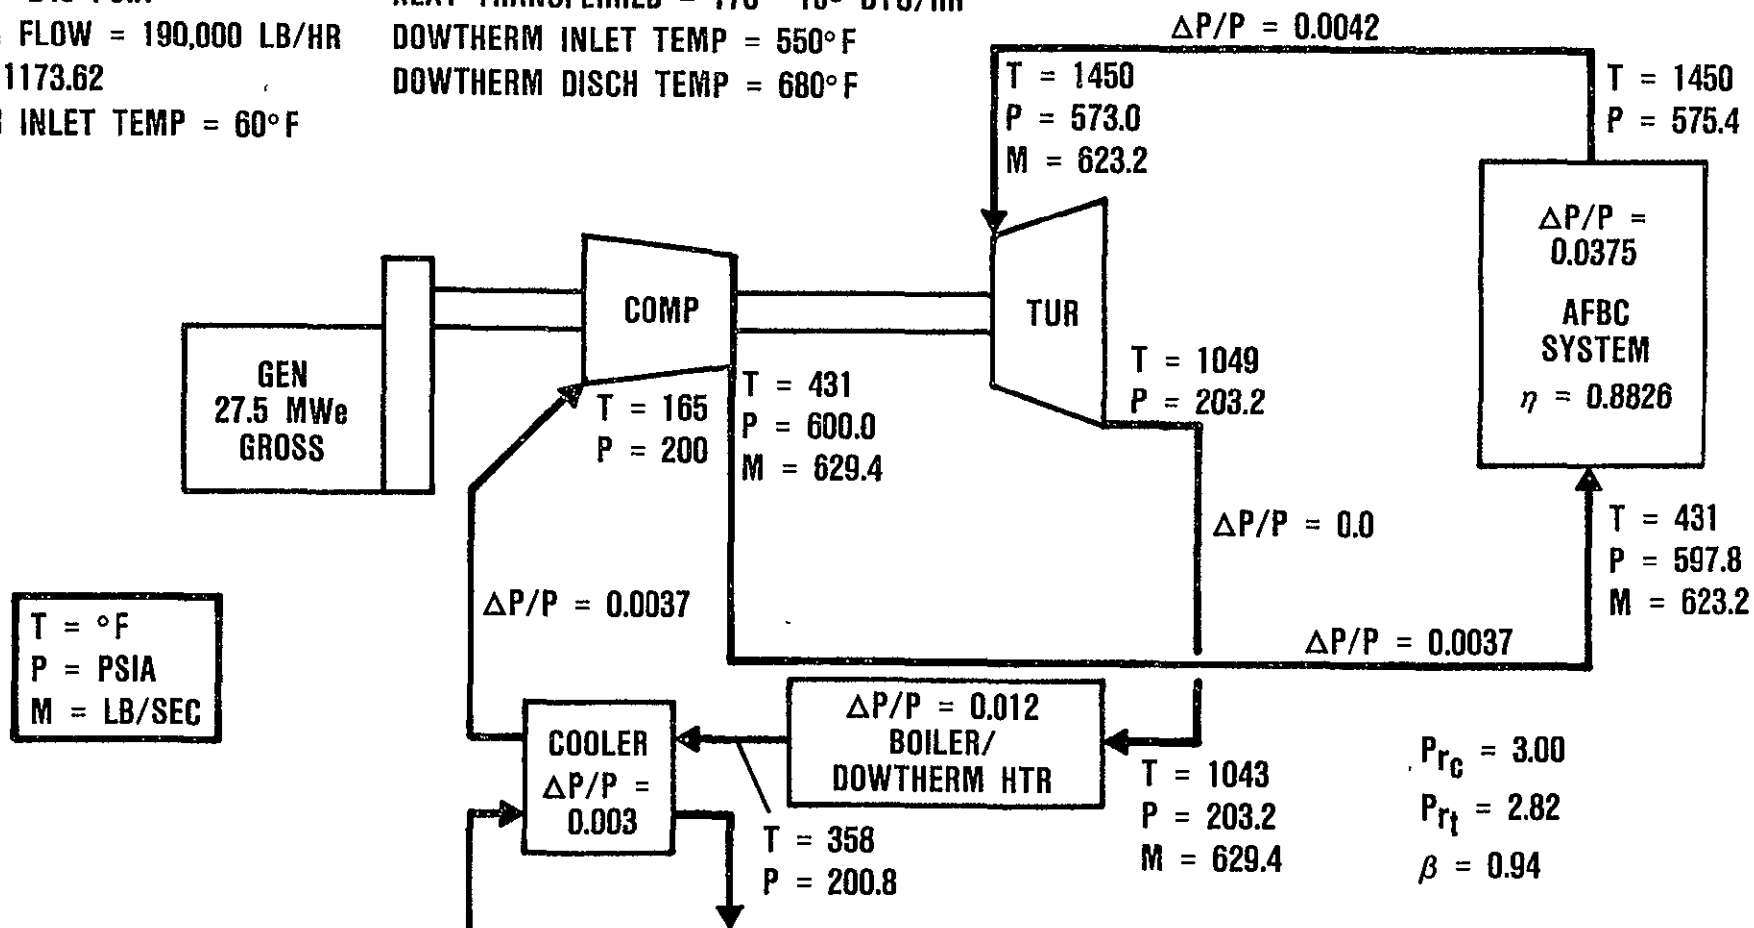 FLOW = 190,000 LB/HR
1173.62
INLET TEMP = 60°F
DOWTHERM INLET TEMP = 550°F
DOWTHERM DISCH TEMP = 680°F
ΔP/P = 0.0042
T = 1450
P = 573.0
M = 623.2
T = 1450
P = 575.4
ΔP/P =
0.0375
AFBC
SYSTEM
η = 0.8826
COMP
TUR
GEN
27.5 MWe
GROSS
T = 165
P = 200
T = 431
P = 600.0
M = 629.4
T = 1049
P = 203.2
ΔP/P = 0.0
T = 431
P = 597.8
M = 623.2
ΔP/P = 0.0037
ΔP/P = 0.0037
T = °F
P = PSIA
M = LB/SEC
COOLER
ΔP/P =
0.003
ΔP/P = 0.012
BOILER/
DOWTHERM HTR
T = 358
P = 200.8
T = 1043
P = 203.2
M = 629.4
Prc = 3.00
Prt = 2.82
β = 0.94